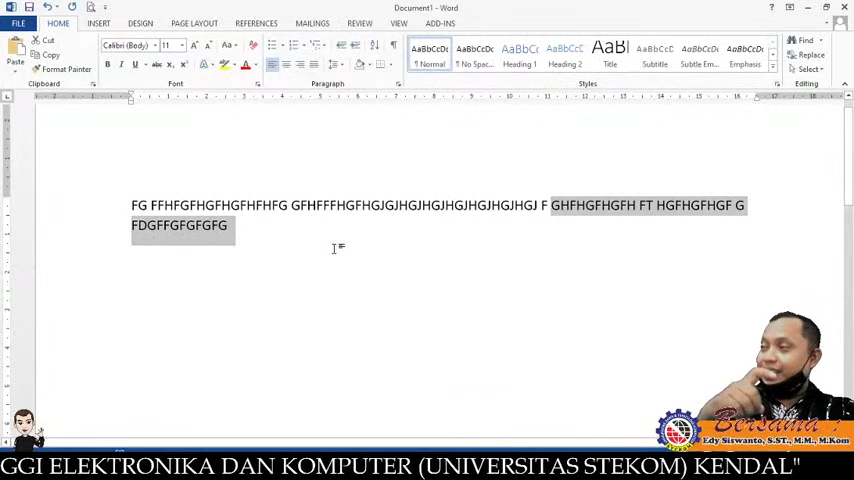 Document1 - Word
FILE HOME INSERT DESIGN PAGE LAYOUT REFERENCES MAILINGS REVIEW VIEW ADD-INS
Cut
Copy
Format Painter
Paste
Clipboard
Calibri (Body) 11
Font
Paragraph
AaBbCcDc AaBbCcDc AaBbC AaBbCc AaBl AaBbCcD AaBbCcDc AaBbCcDc
¶ Normal ¶ No Spac... Heading 1 Heading 2 Title Subtitle Subtle Em... Emphasis
Styles
Find
Replace
Select
Editing
FG FFHFGFHGFHGFHFHFG GFHFFFHGFHGJGJHGJHGJHGJHGJHGJHGJ F GHFHGFHGFH FT HGFHGFHGF G
FDGFFGFGFGFG
Bersama :
Edy Siswanto, S.ST., M.M., M.Kom
GGI ELEKTRONIKA DAN KOMPUTER (UNIVERSITAS STEKOM) KENDAL"